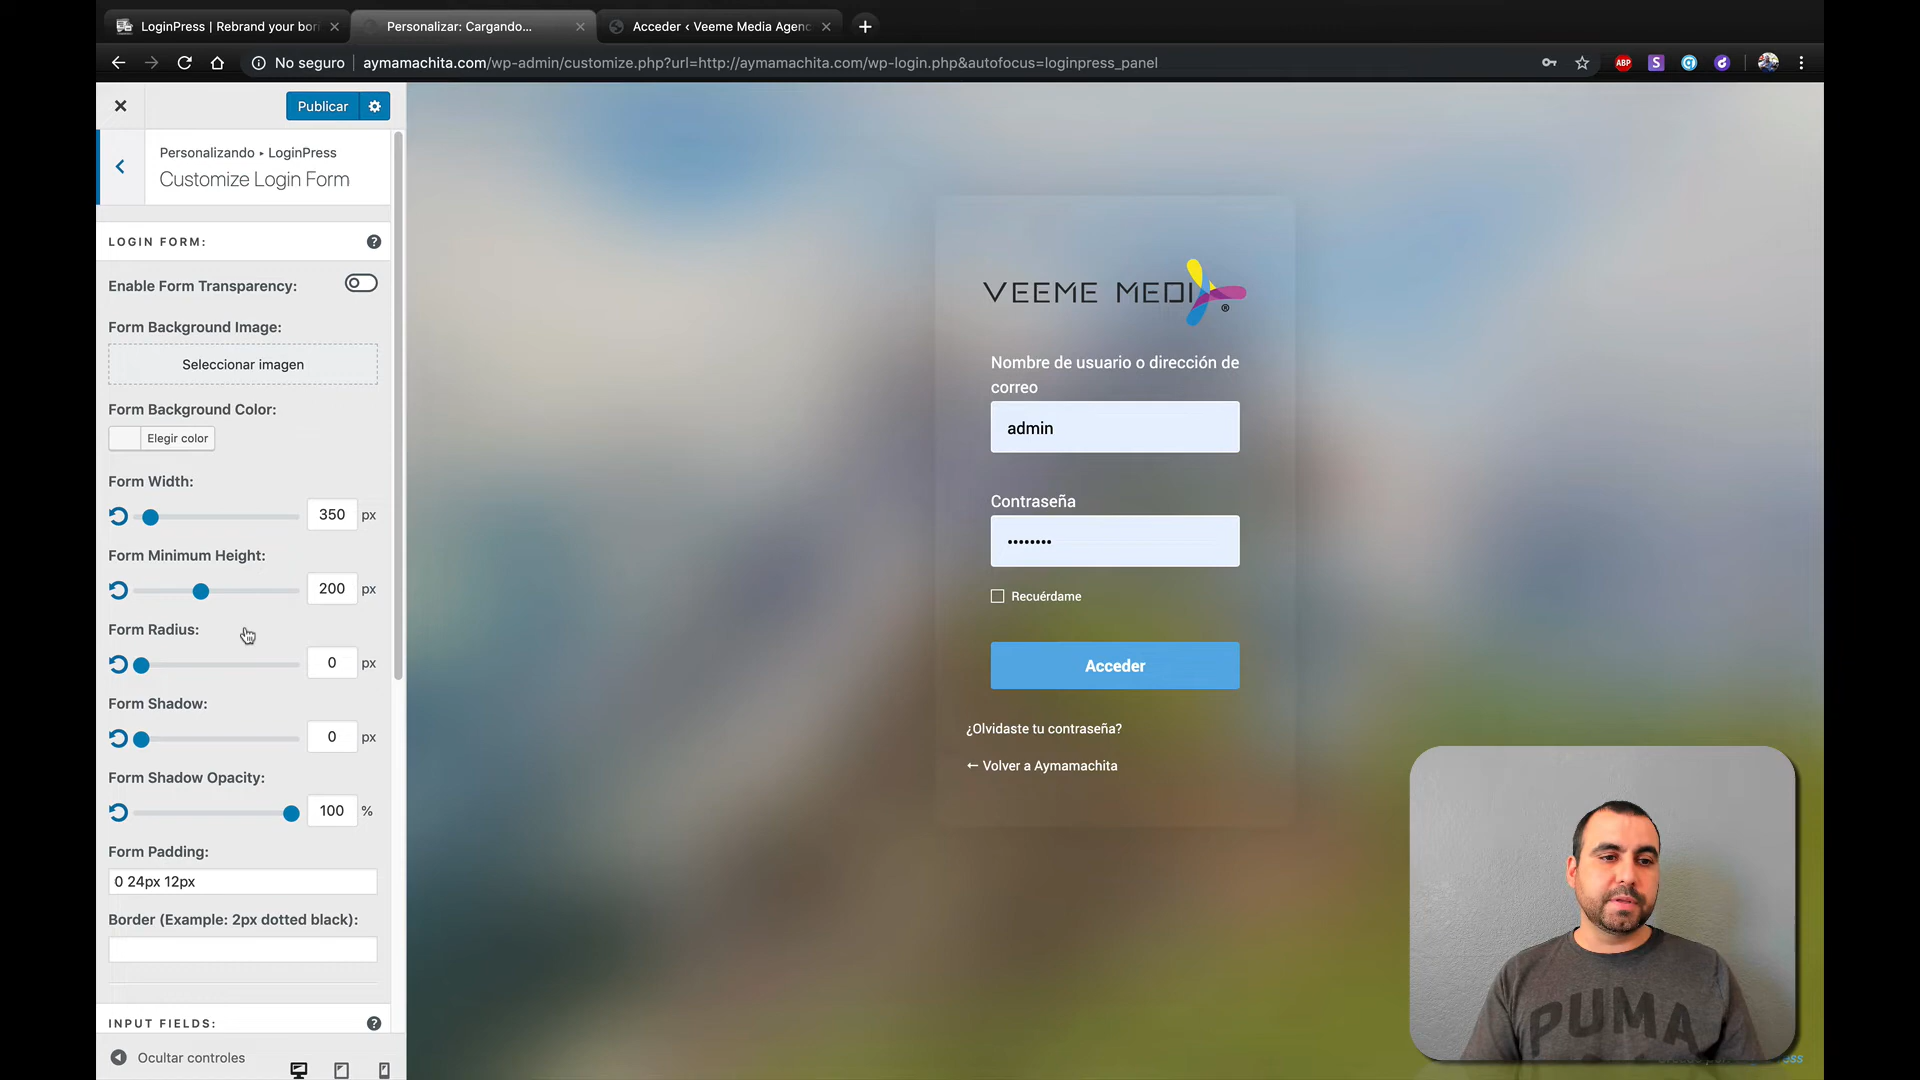 LoginPress | Rebrand your bori
Personalizar: Cargando...
Acceder ‹ Veeme Media Agenc
No seguro
aymamachita.com/wp-admin/customize.php?url=http://aymamachita.com/wp-login.php&autofocus=loginpress_panel
ABP
S
Publicar
Personalizando ▸ LoginPress
Customize Login Form
LOGIN FORM:
Enable Form Transparency:
Form Background Image:
Seleccionar imagen
Form Background Color:
Elegir color
Form Width:
350 px
Form Minimum Height:
200 px
Form Radius:
0 px
Form Shadow:
0 px
Form Shadow Opacity:
100 %
Form Padding:
0 24px 12px
Border (Example: 2px dotted black):
INPUT FIELDS:
Ocultar controles
VEEME MEDI
®
Nombre de usuario o dirección de
correo
admin
Contraseña
••••••••
Recuérdame
Acceder
¿Olvidaste tu contraseña?
← Volver a Aymamachita
PUMA